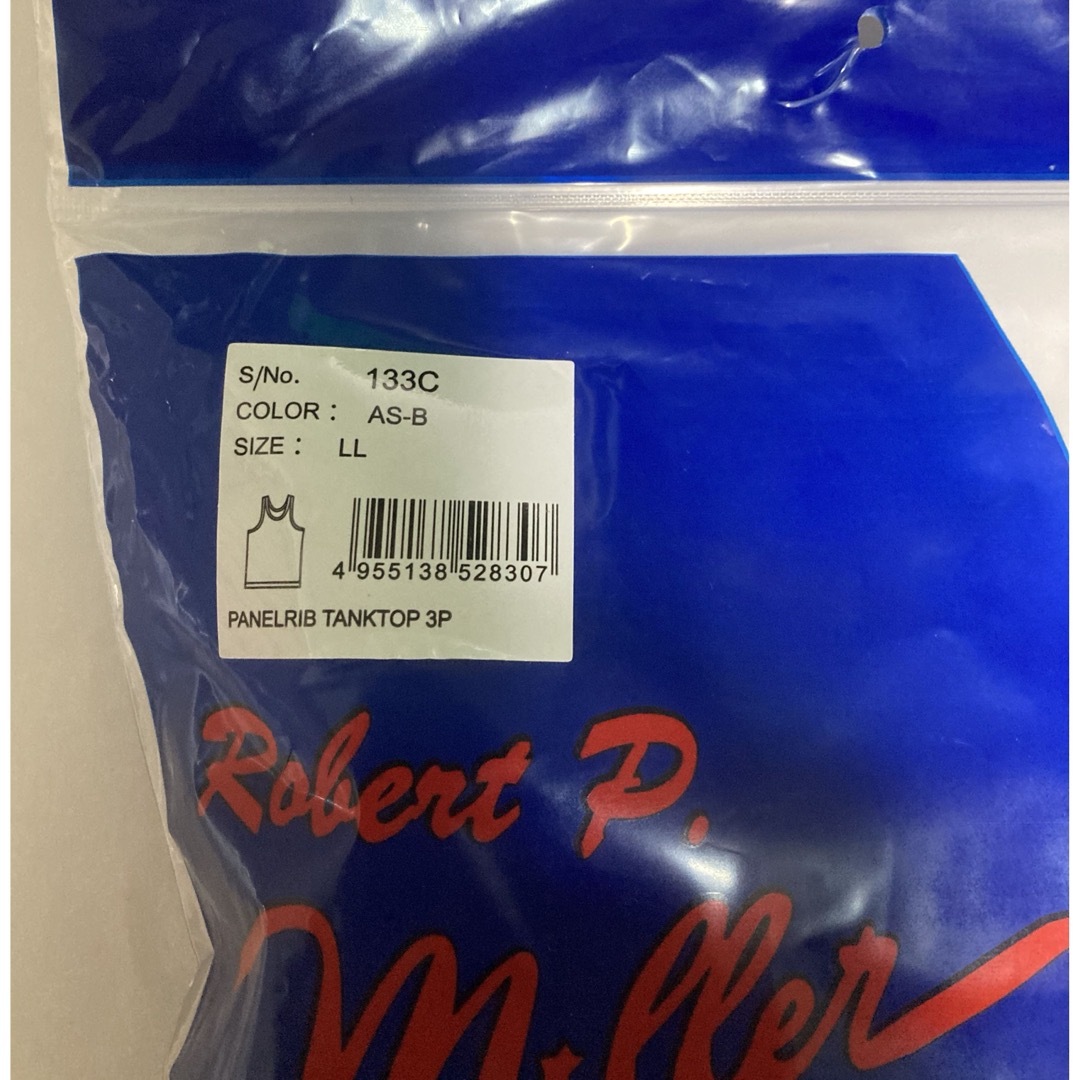 S/No. 133C
COLOR： AS-B
SIZE： LL
4 955138 528307
PANELRIB TANKTOP 3P
Robert P.
Miller